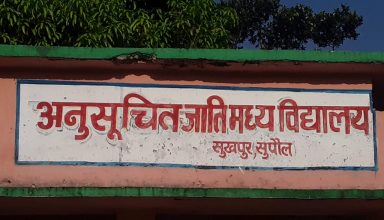 अनुसूचित जाति मध्य विद्यालय
सुखपुर, सुपौल